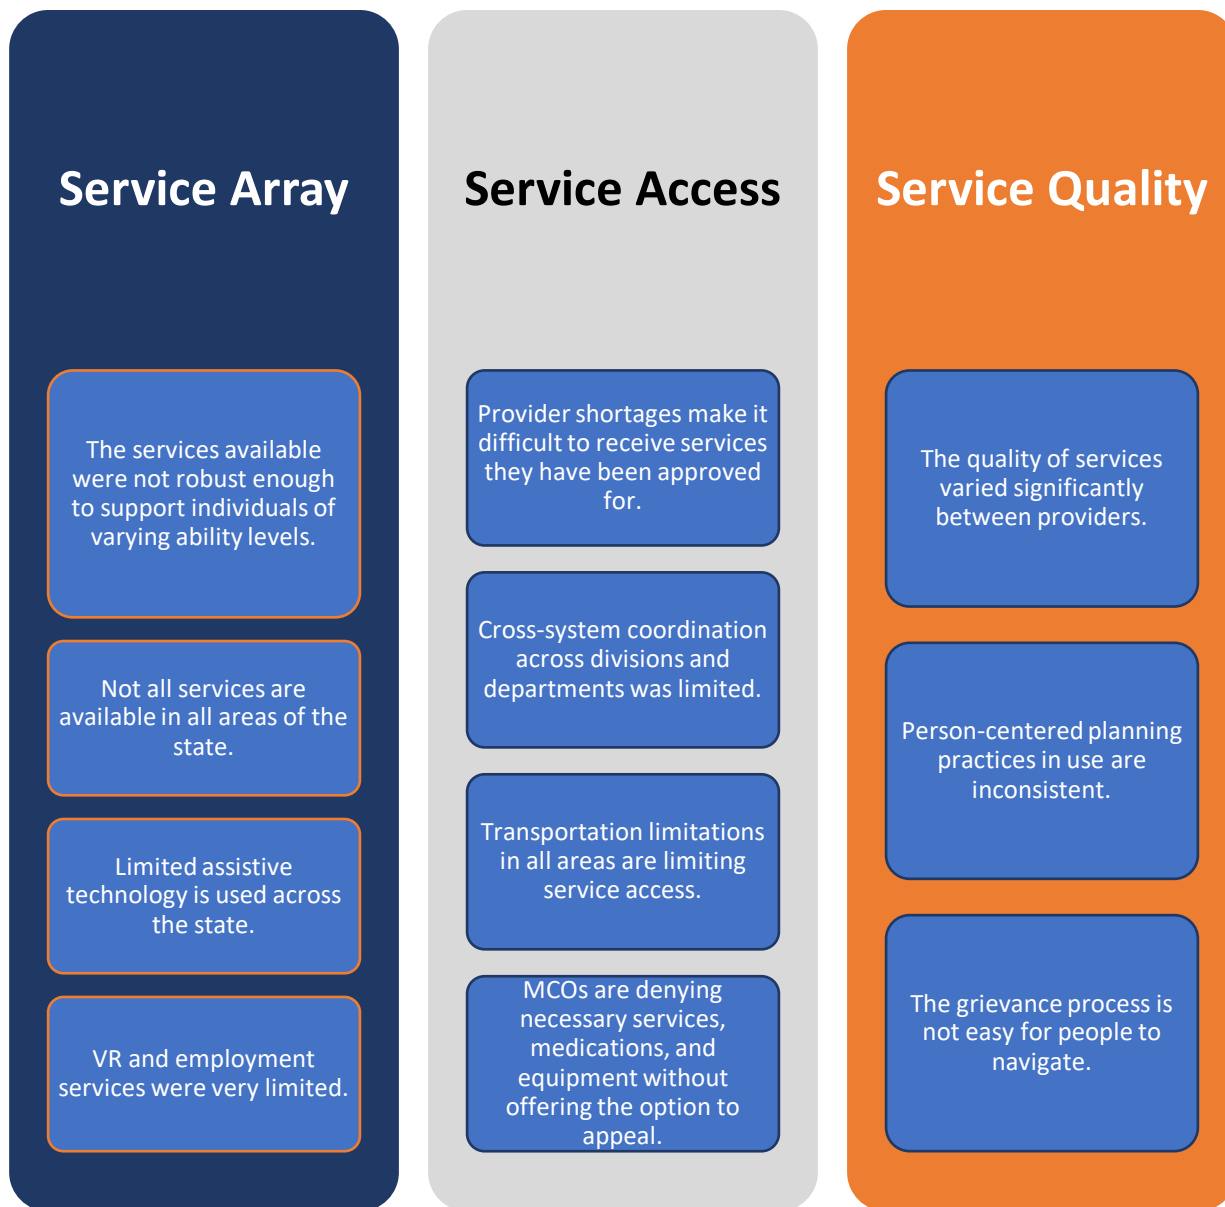 Service Array
The services available
were not robust enough
to support individuals of
varying ability levels.
Not all services are
available in all areas of the
state.
Limited assistive
technology is used across
the state.
VR and employment
services were very limited.
Service Access
Provider shortages make it
difficult to receive services
they have been approved
for.
Cross-system coordination
across divisions and
departments was limited.
Transportation limitations
in all areas are limiting
service access.
MCOs are denying
necessary services,
medications, and
equipment without
offering the option to
appeal.
Service Quality
The quality of services
varied significantly
between providers.
Person-centered planning
practices in use are
inconsistent.
The grievance process is
not easy for people to
navigate.